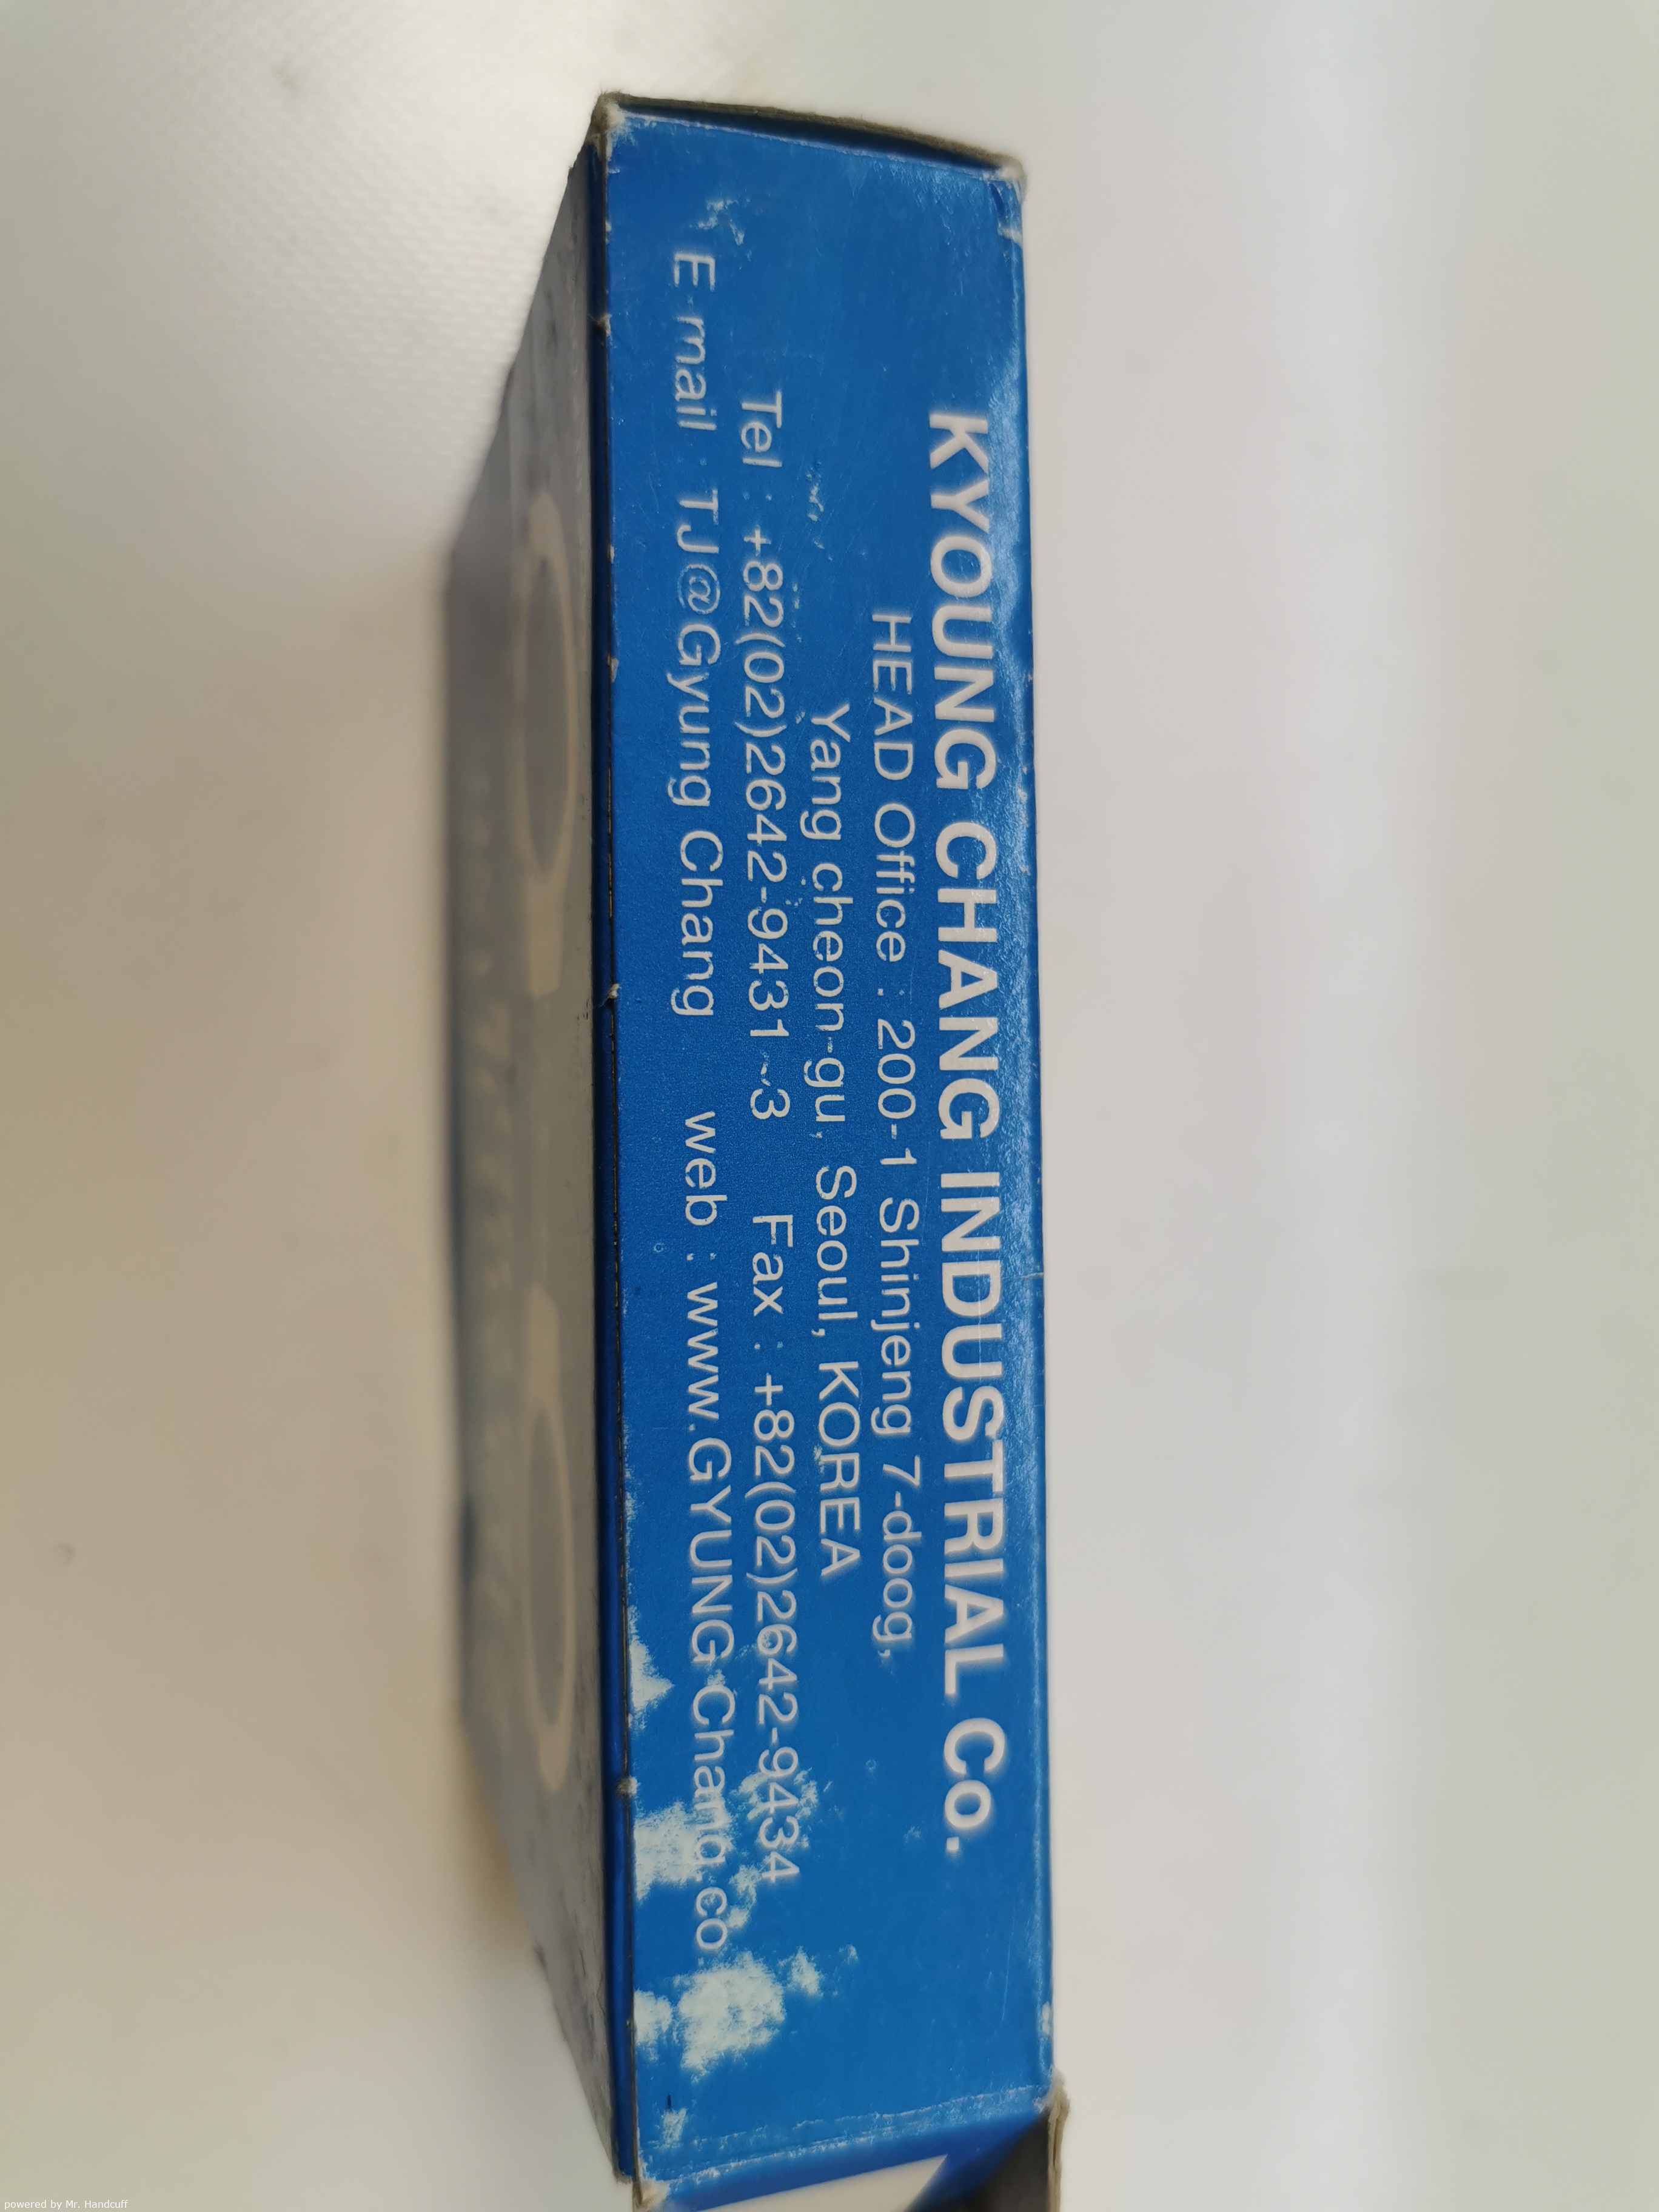 KYOUNG CHANG INDUSTRIAL Co.
HEAD Office : 200-1 Shinjeng 7-doog,
Yang cheon-gu, Seoul, KOREA
Tel : +82(02)2642-9431~3 Fax : +82(02)2642-9434
E-mail TJ@Gyung Chang web : www.GYUNG Chang.co.
powered by Mr. Handcuff